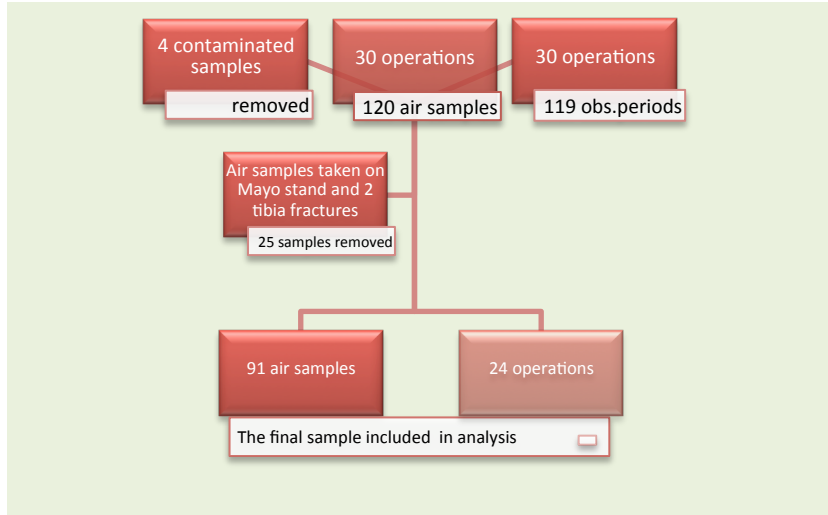 4 contaminated
samples
removed
30 operations
120 air samples
30 operations
119 obs.periods
Air samples taken on
Mayo stand and 2
tibia fractures
25 samples removed
91 air samples
24 operations
The final sample included in analysis